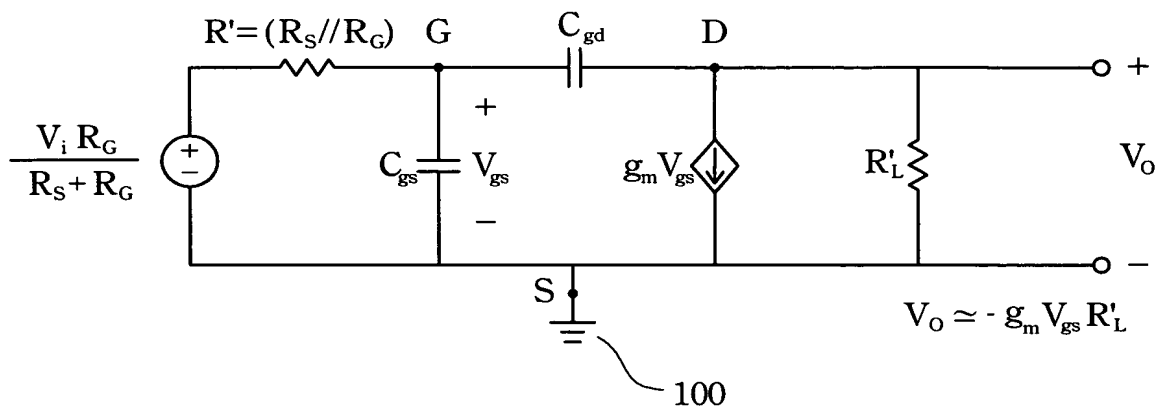 R'=(R_S//R_G)
G
C_gd
D
+
V_i R_G
R_S+R_G
+
−
C_gs
+
V_gs
−
g_m V_gs
R'_L
V_O
−
S
V_O ≃ - g_m V_gs R'_L
100